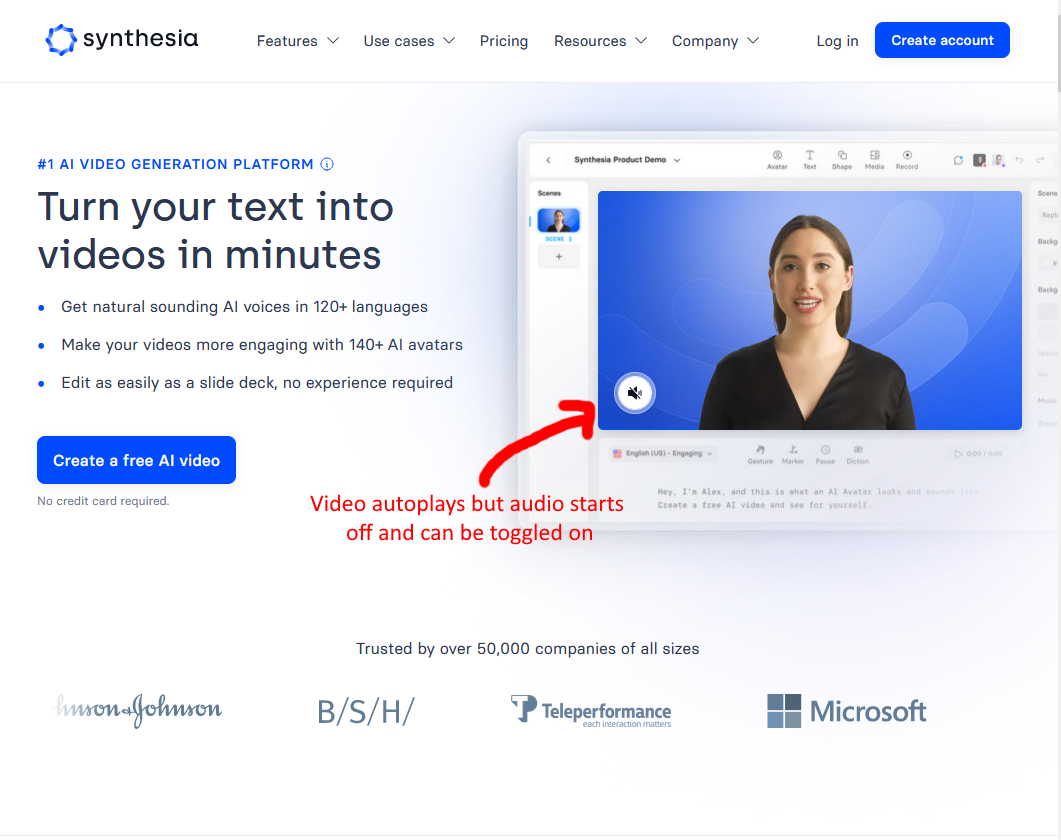 synthesia
Features
Use cases
Pricing
Resources
Company
Log in
Create account
#1 AI VIDEO GENERATION PLATFORM
Turn your text into
videos in minutes
Get natural sounding AI voices in 120+ languages
Make your videos more engaging with 140+ AI avatars
Edit as easily as a slide deck, no experience required
Create a free AI video
No credit card required.
Synthesia Product Demo
Avatar
Text
Shape
Media
Record
Scenes
SCENE 1
Scene
Repl
Backg
Backg
Music
English (US) - Engaging
Gesture
Marker
Pause
Diction
0:00 / 0:09
Hey, I'm Alex, and this is what an AI Avatar looks and sounds like.
Create a free AI video and see for yourself.
Video autoplays but audio starts
off and can be toggled on
Trusted by over 50,000 companies of all sizes
hnson&Johnson
B/S/H/
Teleperformance
each interaction matters
Microsoft